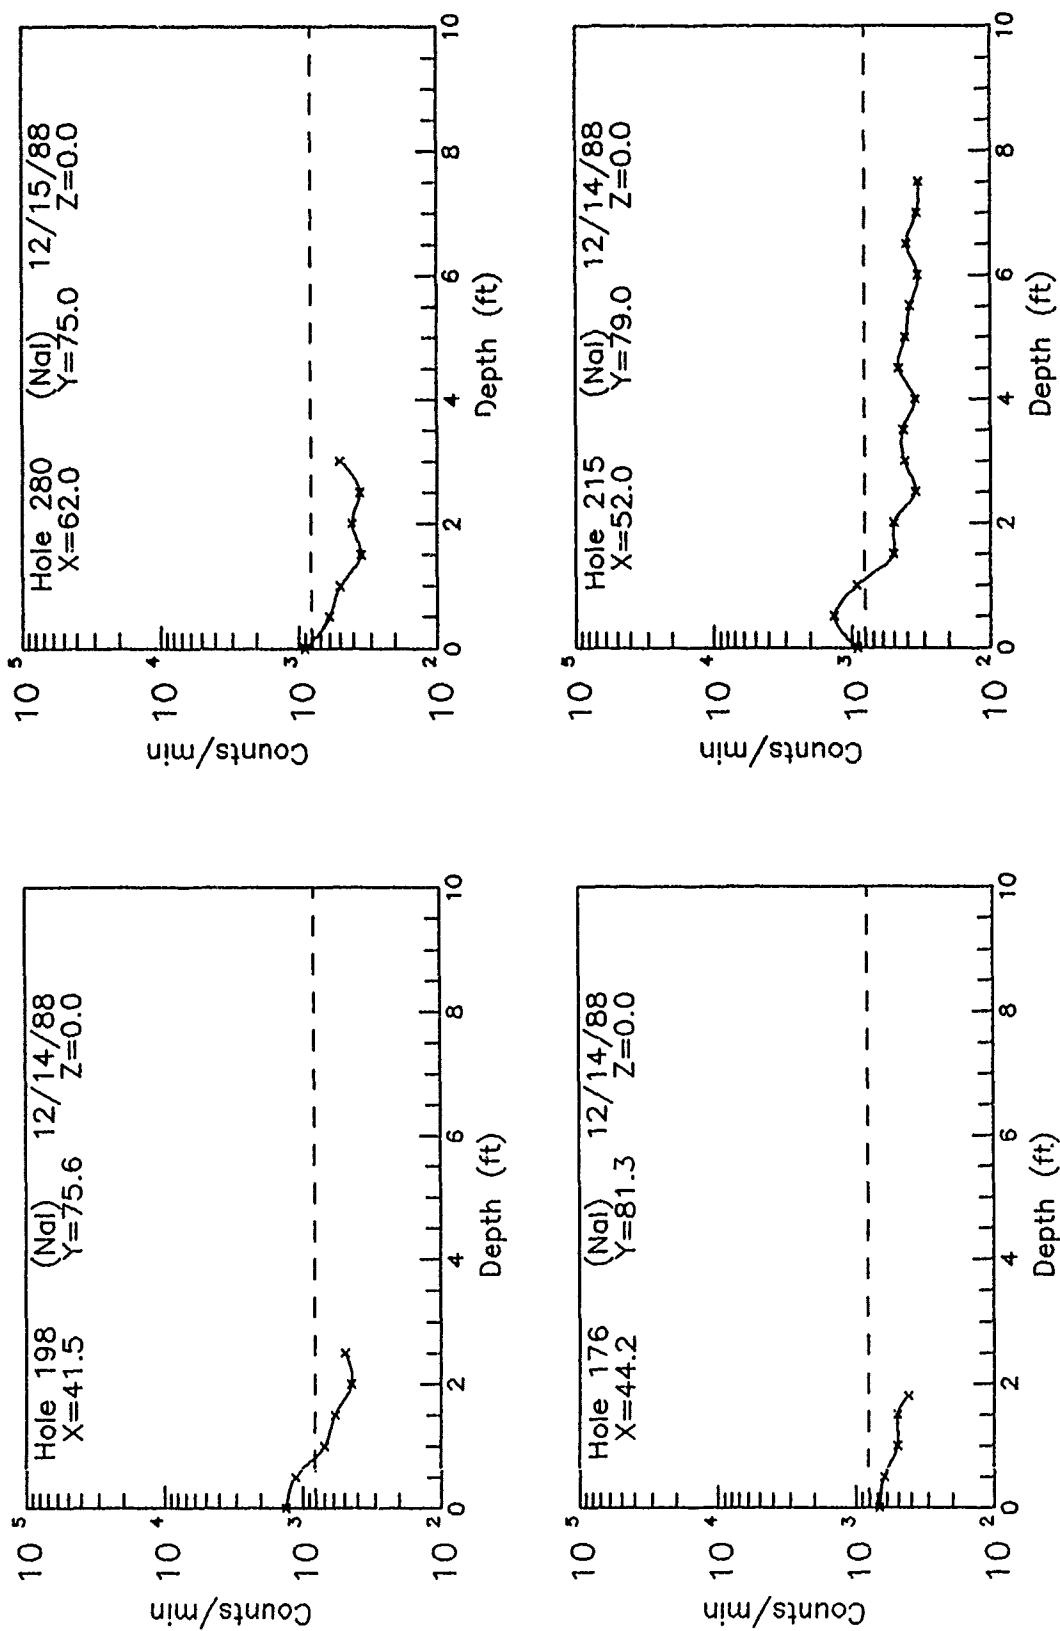 Hole 198 (NaI) 12/14/88
X=41.5 Y=75.6 Z=0.0
10^5
10^4
10^3
10^2
Counts/min
0 2 4 6 8 10
Depth (ft)
Hole 280 (NaI) 12/15/88
X=62.0 Y=75.0 Z=0.0
10^5
10^4
10^3
10^2
Counts/min
0 2 4 6 8 10
Depth (ft)
Hole 176 (NaI) 12/14/88
X=44.2 Y=81.3 Z=0.0
10^5
10^4
10^3
10^2
Counts/min
0 2 4 6 8 10
Depth (ft)
Hole 215 (NaI) 12/14/88
X=52.0 Y=79.0 Z=0.0
10^5
10^4
10^3
10^2
Counts/min
0 2 4 6 8 10
Depth (ft)